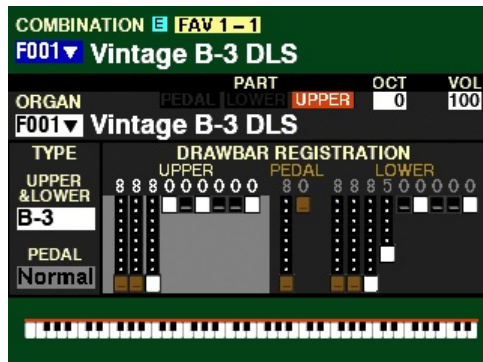 COMBINATION E FAV 1 – 1
F001▼ Vintage B-3 DLS
PART OCT VOL
ORGAN PEDAL LOWER UPPER 0 100
F001▼ Vintage B-3 DLS
TYPE DRAWBAR REGISTRATION
UPPER PEDAL LOWER
UPPER 8 8 8 0 0 0 0 0 0 8 0 8 8 8 5 0 0 0 0 0
&LOWER
B-3
PEDAL
Normal